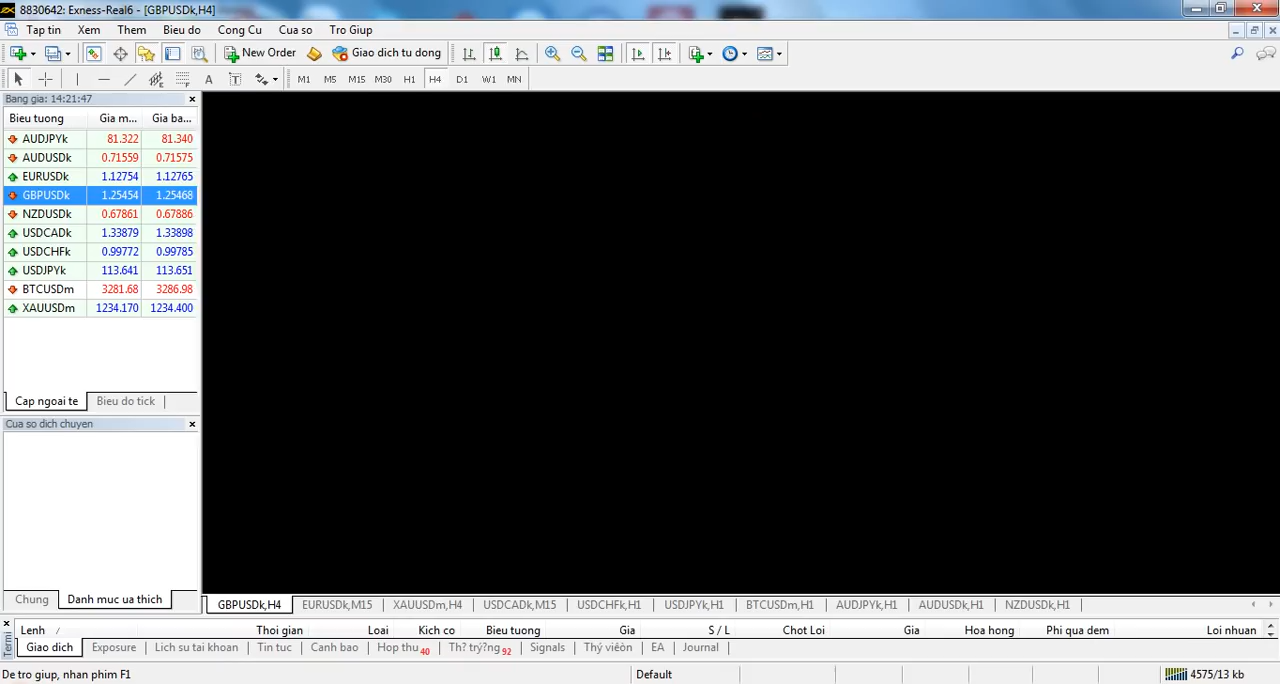 8830642: Exness-Real6 - [GBPUSDk,H4]
Tap tin Xem Them Bieu do Cong Cu Cua so Tro Giup
New Order Giao dich tu dong
A T M1 M5 M15 M30 H1 H4 D1 W1 MN
Bang gia: 14:21:47
Bieu tuong Gia m... Gia ba...
AUDJPYk 81.322 81.340
AUDUSDk 0.71559 0.71575
EURUSDk 1.12754 1.12765
GBPUSDk 1.25454 1.25468
NZDUSDk 0.67861 0.67886
USDCADk 1.33879 1.33898
USDCHFk 0.99772 0.99785
USDJPYk 113.641 113.651
BTCUSDm 3281.68 3286.98
XAUUSDm 1234.170 1234.400
Cap ngoai te Bieu do tick
Cua so dich chuyen
Chung Danh muc ua thich
GBPUSDk,H4 EURUSDk,M15 XAUUSDm,H4 USDCADk,M15 USDCHFk,H1 USDJPYk,H1 BTCUSDm,H1 AUDJPYk,H1 AUDUSDk,H1 NZDUSDk,H1
Lenh / Thoi gian Loai Kich co Bieu tuong Gia S / L Chot Loi Gia Hoa hong Phi qua dem Loi nhuan
Termi
Giao dich Exposure Lich su tai khoan Tin tuc Canh bao Hop thu 40 Th? trý?ng 92 Signals Thý viêòn EA Journal
De tro giup, nhan phim F1 Default 4575/13 kb